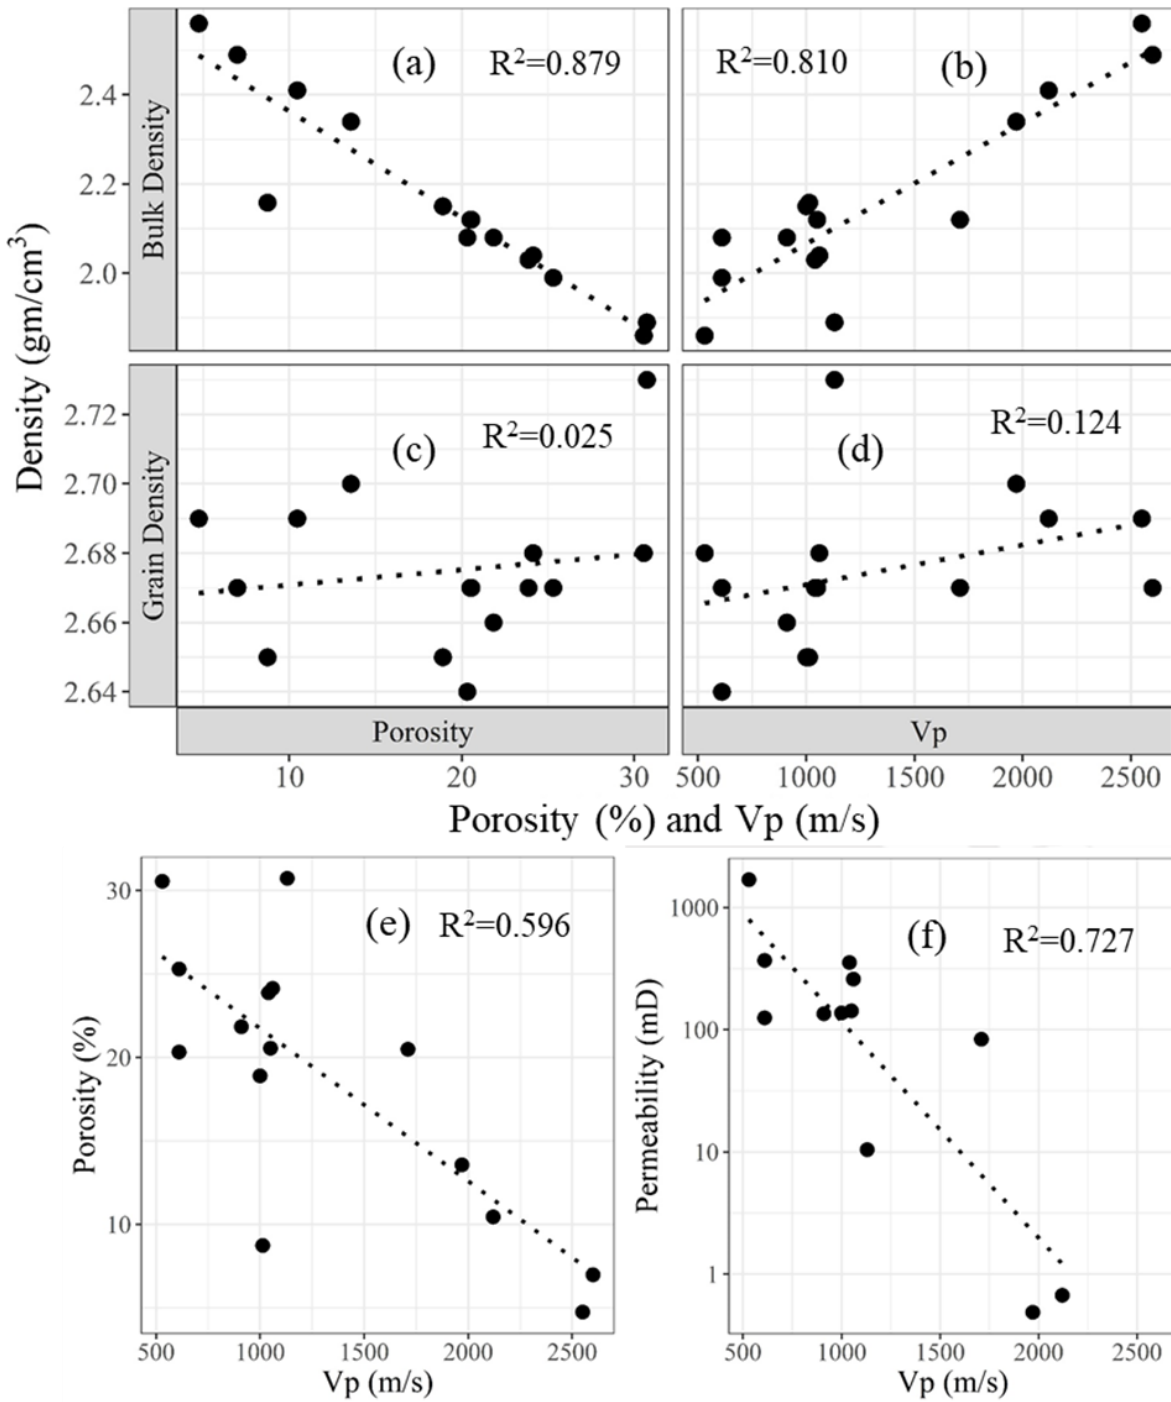 (a) R²=0.879
R²=0.810 (b)
2.4
2.2
2.0
Bulk Density
Density (gm/cm³)
(c) R²=0.025
(d) R²=0.124
2.72
2.70
2.68
2.66
2.64
Grain Density
Porosity
Vp
10 20 30
500 1000 1500 2000 2500
Porosity (%) and Vp (m/s)
(e) R²=0.596
30
20
10
Porosity (%)
500 1000 1500 2000 2500
Vp (m/s)
(f) R²=0.727
1000
100
10
1
Permeability (mD)
500 1000 1500 2000 2500
Vp (m/s)